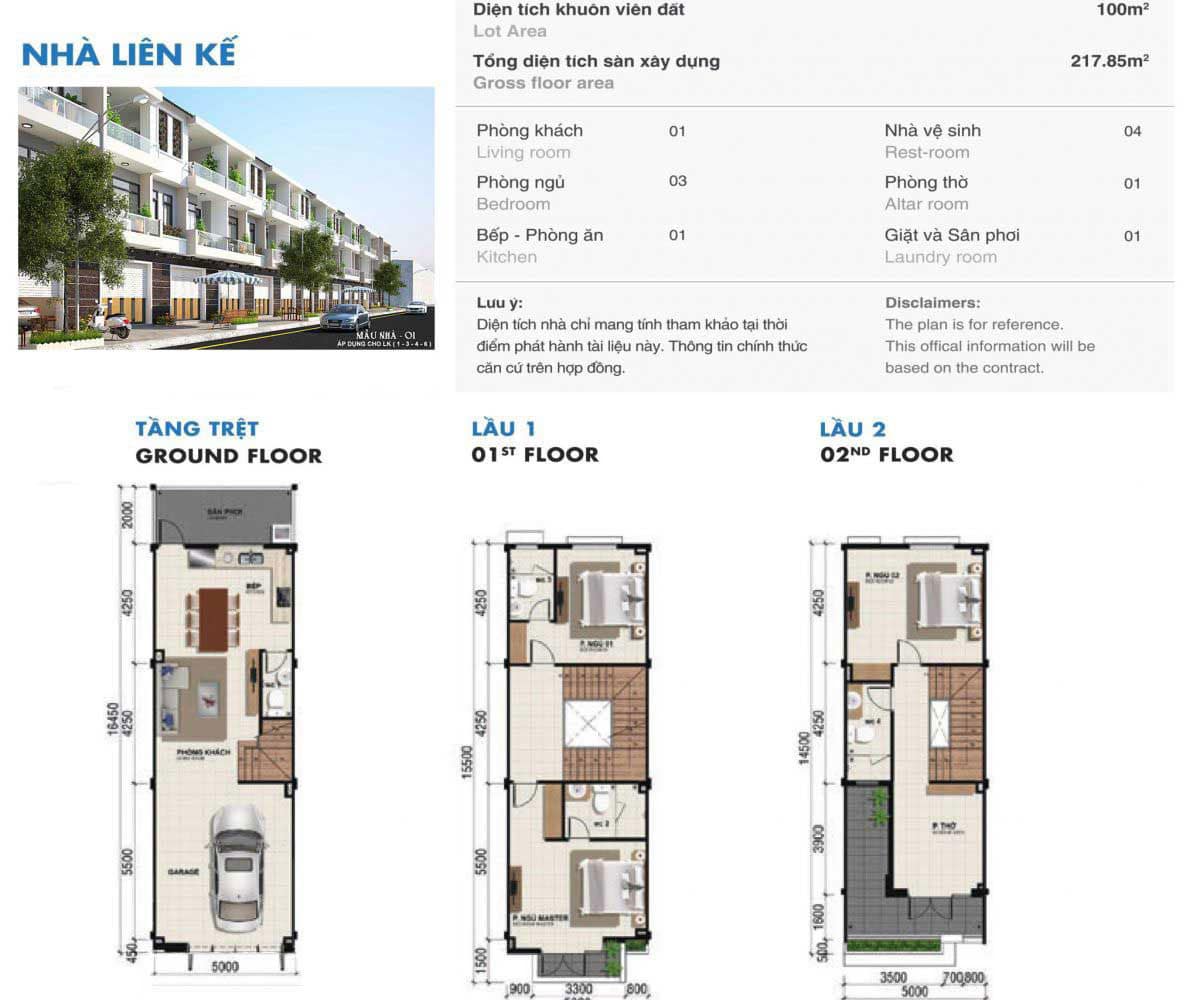 NHÀ LIÊN KẾ
MẪU NHÀ - 01
ÁP DỤNG CHO LK ( 1 - 3 - 4 - 6 )
Diện tích khuôn viên đất 100m²
Lot Area
Tổng diện tích sàn xây dựng 217.85m²
Gross floor area
Phòng khách 01
Living room
Phòng ngủ 03
Bedroom
Bếp - Phòng ăn 01
Kitchen
Nhà vệ sinh 04
Rest-room
Phòng thờ 01
Altar room
Giặt và Sân phơi 01
Laundry room
Lưu ý:
Diện tích nhà chỉ mang tính tham khảo tại thời
điểm phát hành tài liệu này. Thông tin chính thức
căn cứ trên hợp đồng.
Disclaimers:
The plan is for reference.
This offical information will be
based on the contract.
TẦNG TRỆT
GROUND FLOOR
SÂN PHƠI
BẾP
PHÒNG KHÁCH
GARAGE
2000
4250
4250
16450
5500
450
5000
LẦU 1
01ST FLOOR
wc 3
P. NGỦ 01
wc 2
P. NGỦ MASTER
4250
4250
15500
5500
1500
900
3300
800
LẦU 2
02ND FLOOR
P. NGỦ 02
wc 4
P. THỜ
4250
4250
14500
3900
1600
500
3500
700
800
5000